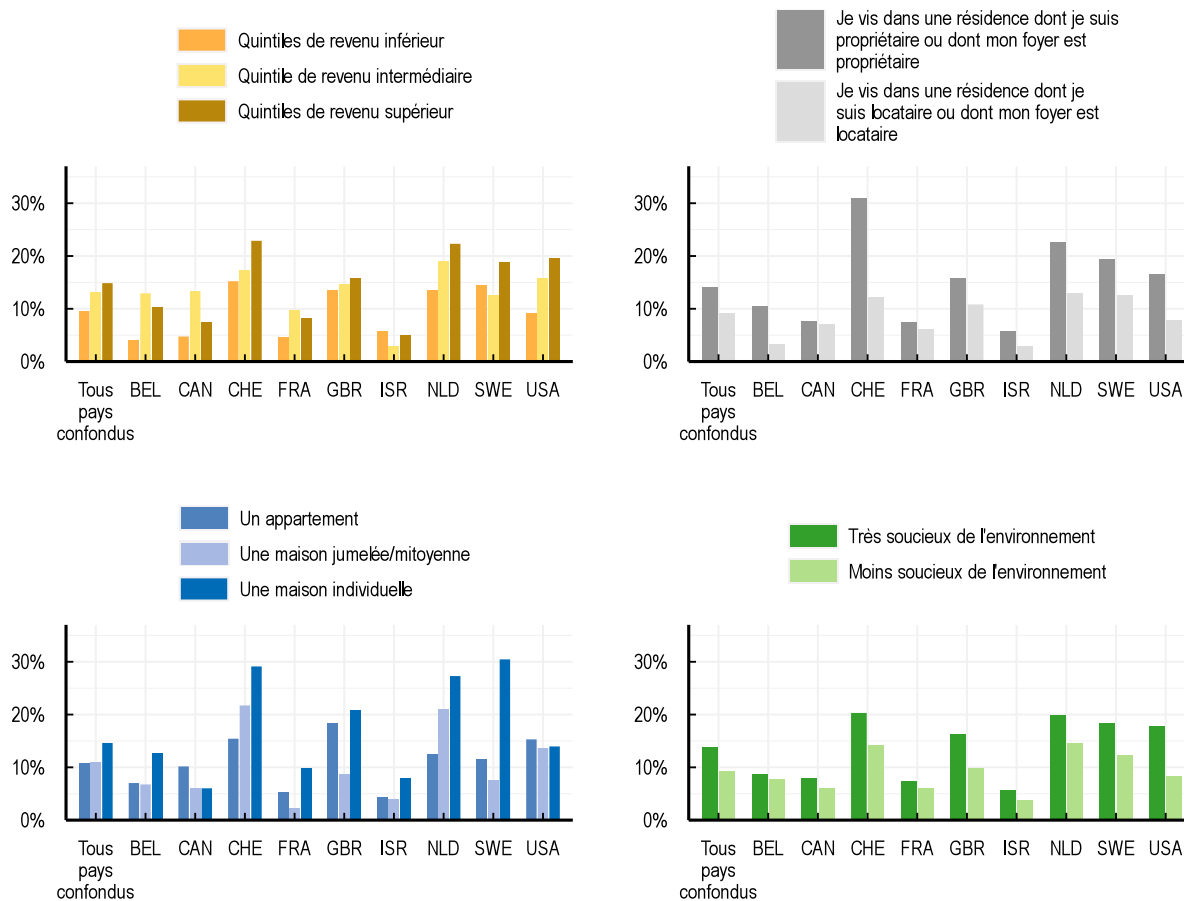 Quintiles de revenu inférieur
Quintile de revenu intermédiaire
Quintiles de revenu supérieur
30%
20%
10%
0%
Tous pays confondus
BEL
CAN
CHE
FRA
GBR
ISR
NLD
SWE
USA
Je vis dans une résidence dont je suis
propriétaire ou dont mon foyer est
propriétaire
Je vis dans une résidence dont je
suis locataire ou dont mon foyer est
locataire
30%
20%
10%
0%
Tous pays confondus
BEL
CAN
CHE
FRA
GBR
ISR
NLD
SWE
USA
Un appartement
Une maison jumelée/mitoyenne
Une maison individuelle
30%
20%
10%
0%
Tous pays confondus
BEL
CAN
CHE
FRA
GBR
ISR
NLD
SWE
USA
Très soucieux de l'environnement
Moins soucieux de l'environnement
30%
20%
10%
0%
Tous pays confondus
BEL
CAN
CHE
FRA
GBR
ISR
NLD
SWE
USA